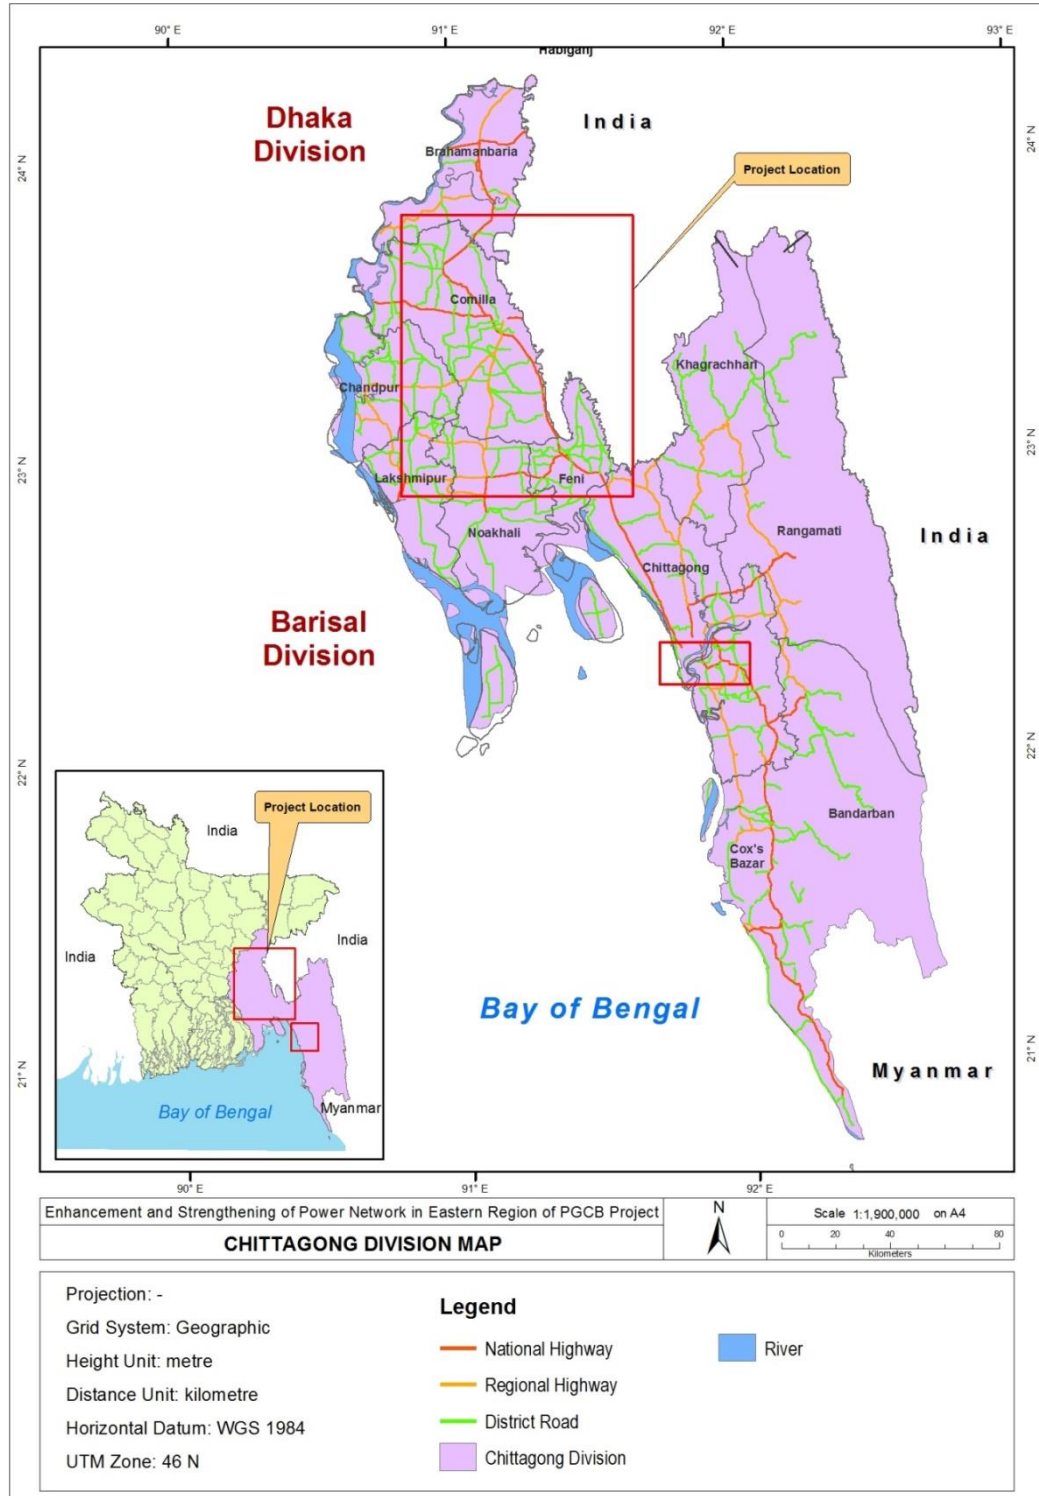 90° E
91° E
92° E
93° E
Habiganj
Dhaka
Division
India
Brahamanbaria
Project Location
24° N
24° N
Comilla
Khagrachhari
Chandpur
23° N
23° N
Lakshmipur
Feni
Noakhali
Rangamati
India
Chittagong
Barisal
Division
22° N
22° N
Project Location
India
Bandarban
Cox's
Bazar
India
India
Bay of Bengal
21° N
21° N
Myanmar
Bay of Bengal
Myanmar
90° E
91° E
92° E
Enhancement and Strengthening of Power Network in Eastern Region of PGCB Project
CHITTAGONG DIVISION MAP
N
Scale 1:1,900,000 on A4
0 20 40 80
Kilometers
Projection: -
Grid System: Geographic
Height Unit: metre
Distance Unit: kilometre
Horizontal Datum: WGS 1984
UTM Zone: 46 N
Legend
National Highway
Regional Highway
District Road
Chittagong Division
River